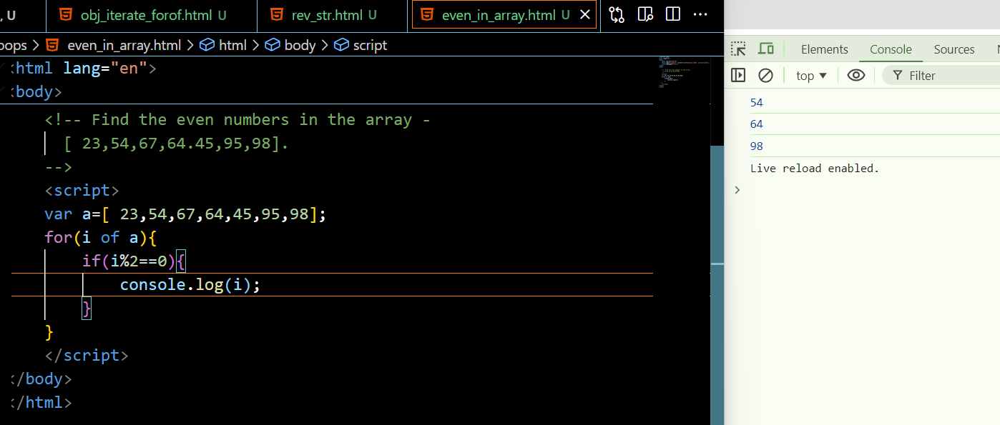 , U
obj_iterate_forof.html U
rev_str.html U
even_in_array.html U
oops > even_in_array.html > html > body > script
<html lang="en">
<body>
<!-- Find the even numbers in the array -
[ 23,54,67,64.45,95,98].
-->
<script>
var a=[ 23,54,67,64,45,95,98];
for(i of a){
if(i%2==0){
console.log(i);
}
}
</script>
</body>
</html>
Elements
Console
Sources
top
Filter
54
64
98
Live reload enabled.
>